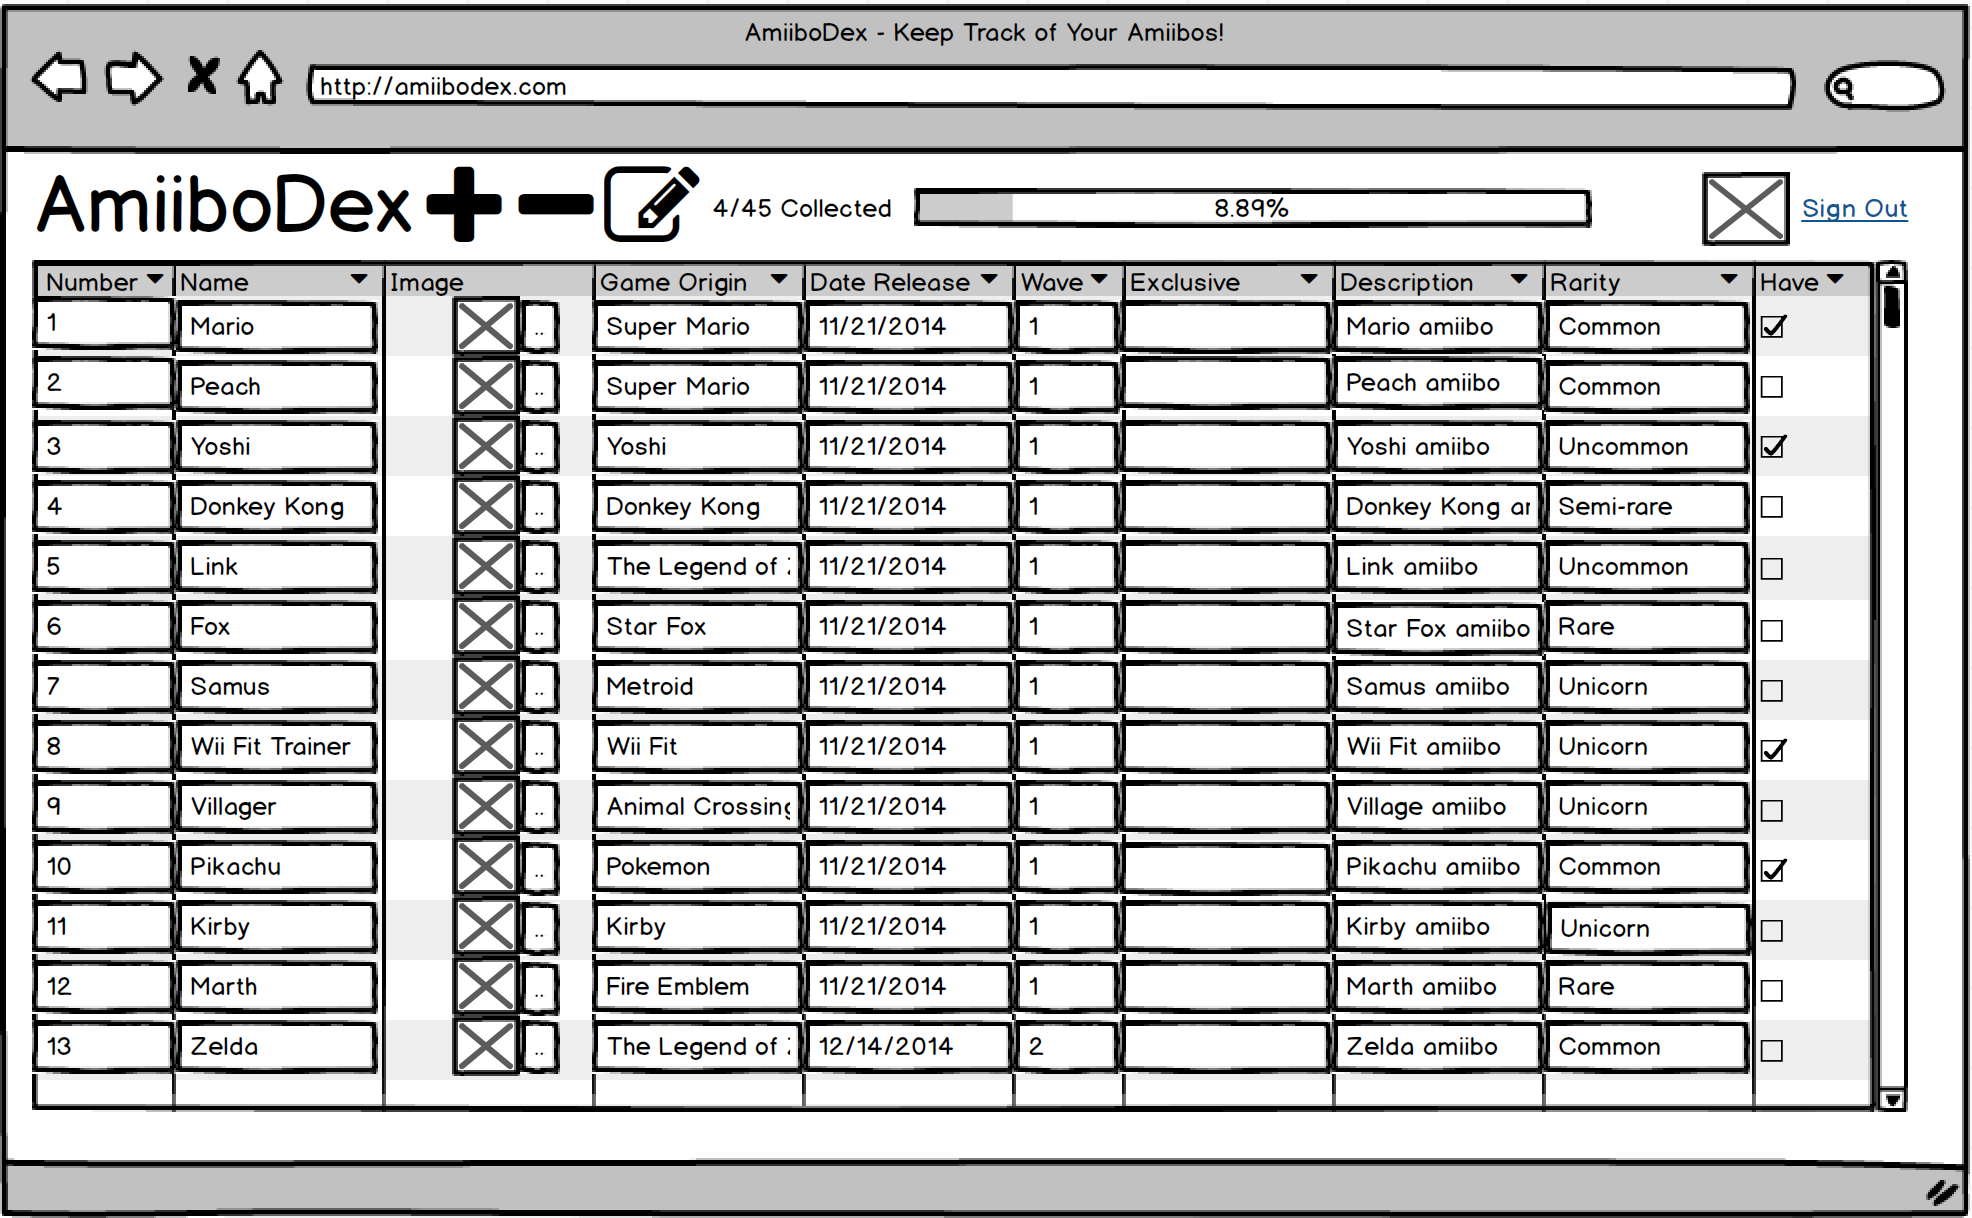 AmiiboDex - Keep Track of Your Amiibos!
http://amiibodex.com
AmiiboDex 4/45 Collected 8.89% Sign Out
Number Name Image Game Origin Date Release Wave Exclusive Description Rarity Have
1 Mario .. Super Mario 11/21/2014 1 Mario amiibo Common
2 Peach .. Super Mario 11/21/2014 1 Peach amiibo Common
3 Yoshi .. Yoshi 11/21/2014 1 Yoshi amiibo Uncommon
4 Donkey Kong .. Donkey Kong 11/21/2014 1 Donkey Kong Semi-rare
5 Link .. The Legend of 11/21/2014 1 Link amiibo Uncommon
6 Fox .. Star Fox 11/21/2014 1 Star Fox amiibo Rare
7 Samus .. Metroid 11/21/2014 1 Samus amiibo Unicorn
8 Wii Fit Trainer .. Wii Fit 11/21/2014 1 Wii Fit amiibo Unicorn
9 Villager .. Animal Crossing 11/21/2014 1 Village amiibo Unicorn
10 Pikachu .. Pokemon 11/21/2014 1 Pikachu amiibo Common
11 Kirby .. Kirby 11/21/2014 1 Kirby amiibo Unicorn
12 Marth .. Fire Emblem 11/21/2014 1 Marth amiibo Rare
13 Zelda .. The Legend of 12/14/2014 2 Zelda amiibo Common